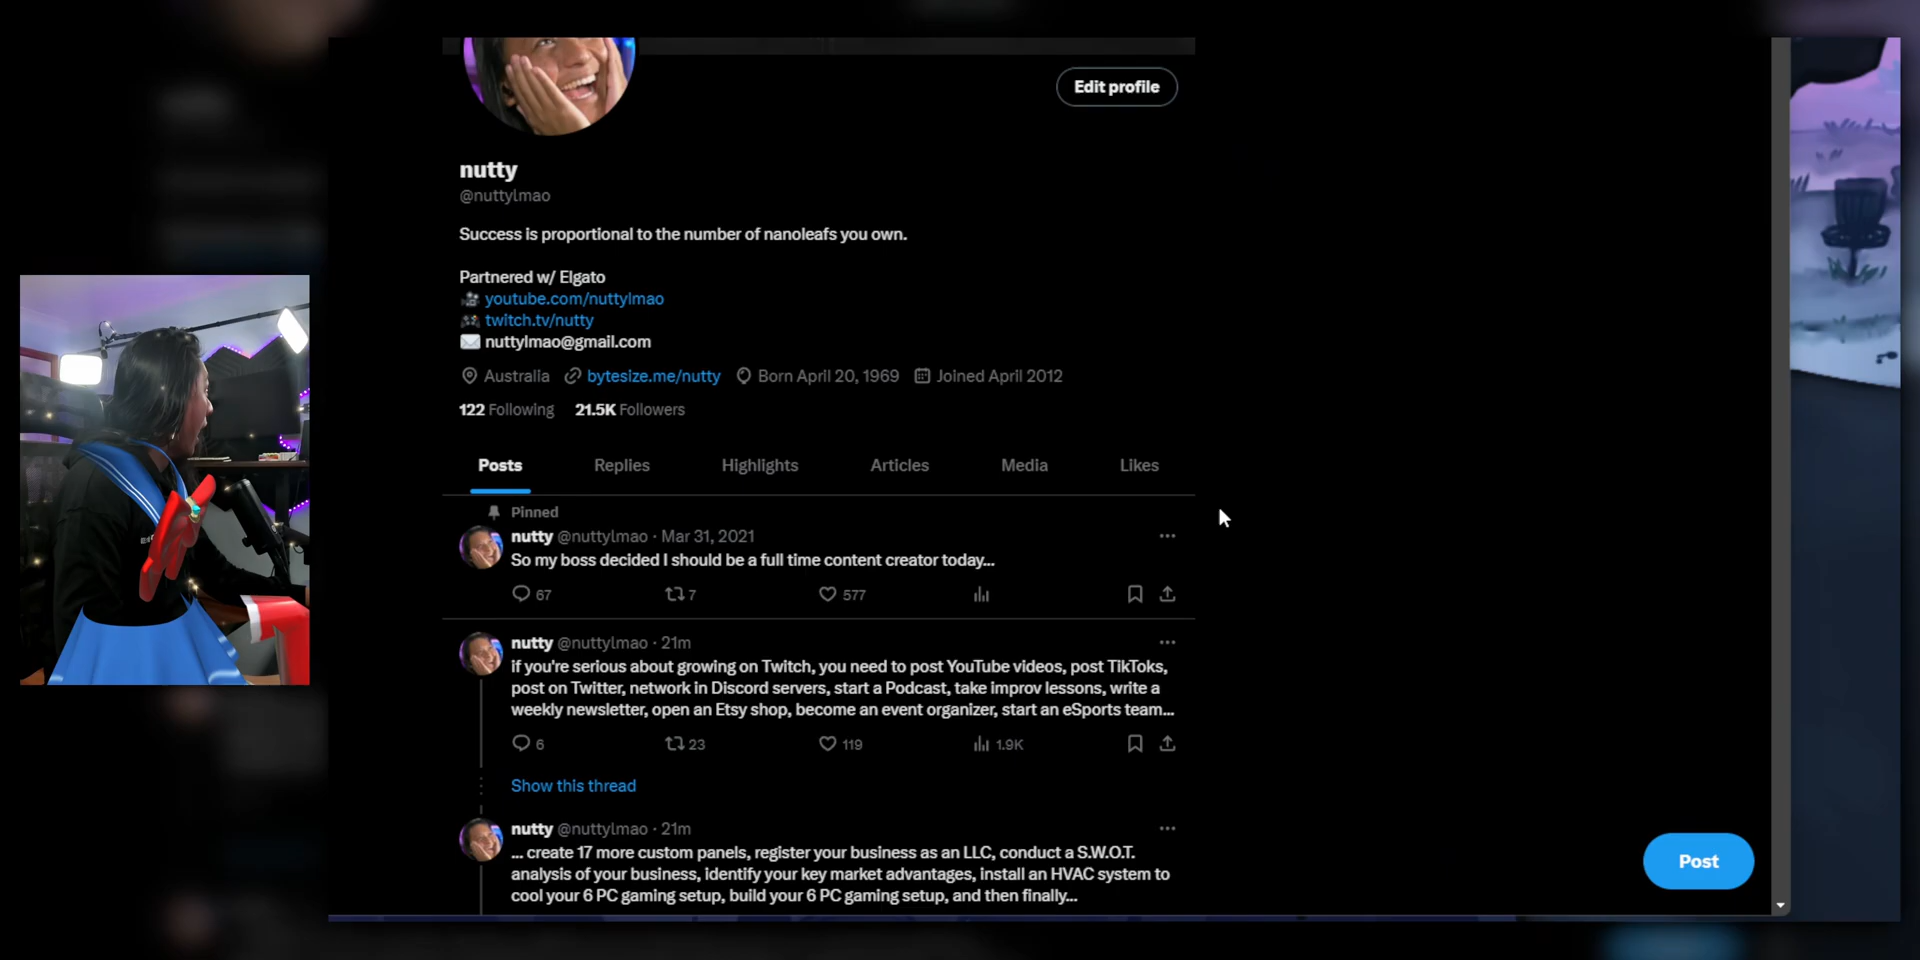 Edit profile
nutty
@nuttylmao
Success is proportional to the number of nanoleafs you own.
Partnered w/ Elgato
youtube.com/nuttylmao
twitch.tv/nutty
nuttylmao@gmail.com
Australia bytesize.me/nutty Born April 20, 1969 Joined April 2012
122 Following 21.5K Followers
Posts Replies Highlights Articles Media Likes
Pinned
nutty @nuttylmao · Mar 31, 2021
So my boss decided I should be a full time content creator today...
67 7 577
nutty @nuttylmao · 21m
if you're serious about growing on Twitch, you need to post YouTube videos, post TikToks,
post on Twitter, network in Discord servers, start a Podcast, take improv lessons, write a
weekly newsletter, open an Etsy shop, become an event organizer, start an eSports team...
6 23 119 1.9K
Show this thread
nutty @nuttylmao · 21m
... create 17 more custom panels, register your business as an LLC, conduct a S.W.O.T.
analysis of your business, identify your key market advantages, install an HVAC system to
cool your 6 PC gaming setup, build your 6 PC gaming setup, and then finally...
Post